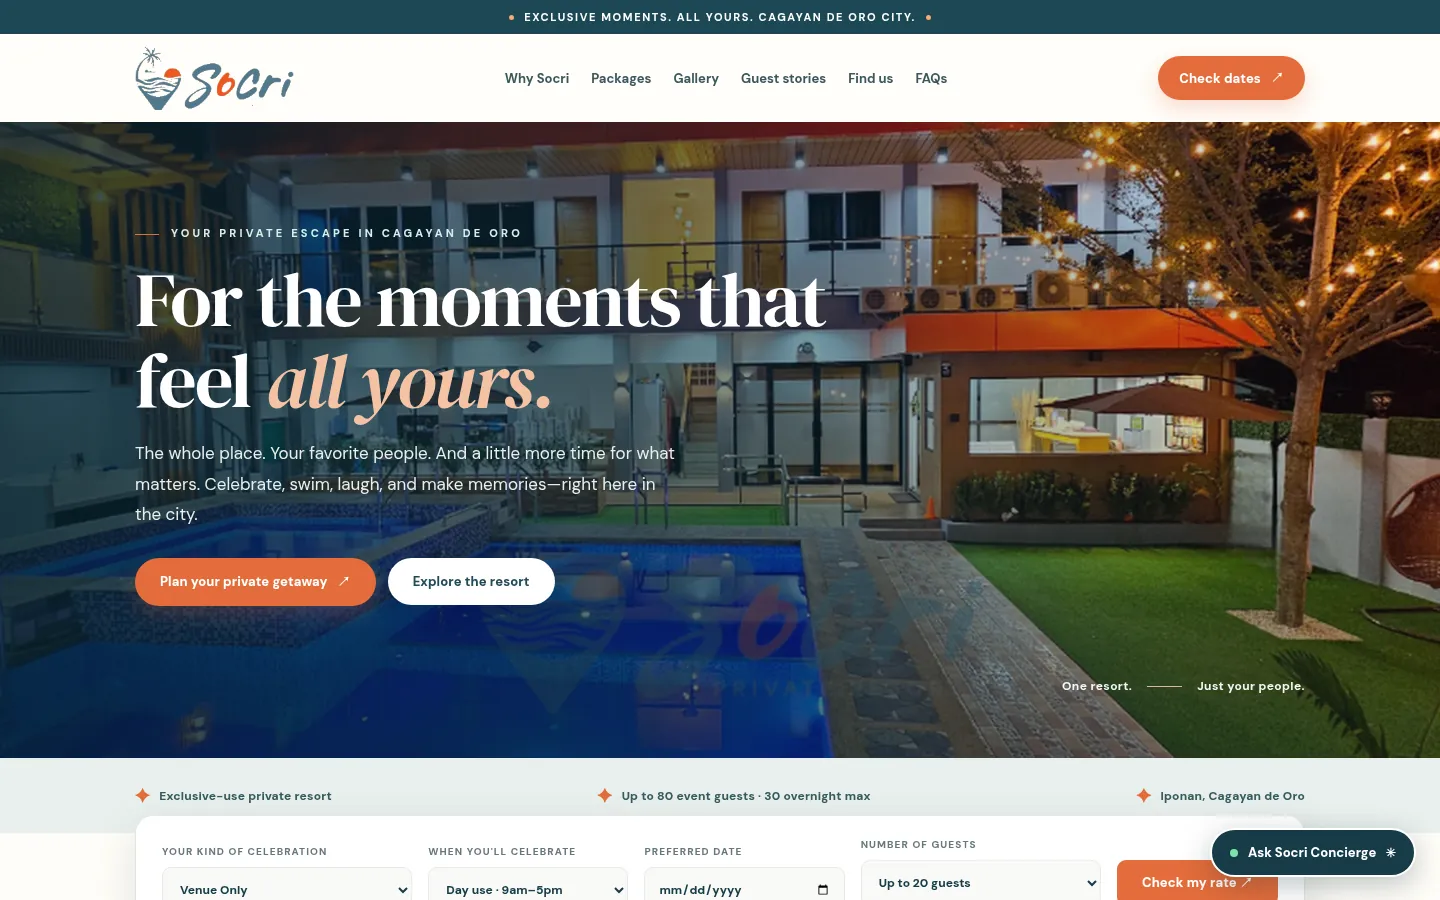 EXCLUSIVE MOMENTS. ALL YOURS. CAGAYAN DE ORO CITY.
SoCri
Why Socri
Packages
Gallery
Guest stories
Find us
FAQs
Check dates ↗
YOUR PRIVATE ESCAPE IN CAGAYAN DE ORO
For the moments that
feel all yours.
The whole place. Your favorite people. And a little more time for what
matters. Celebrate, swim, laugh, and make memories—right here in
the city.
Plan your private getaway ↗
Explore the resort
SoCri
PRIVAT
One resort. — Just your people.
Exclusive-use private resort
Up to 80 event guests · 30 overnight max
Iponan, Cagayan de Oro
YOUR KIND OF CELEBRATION
Venue Only
WHEN YOU'LL CELEBRATE
Day use · 9am–5pm
PREFERRED DATE
mm/dd/yyyy
NUMBER OF GUESTS
Up to 20 guests
Check my rate ↗
Ask Socri Concierge